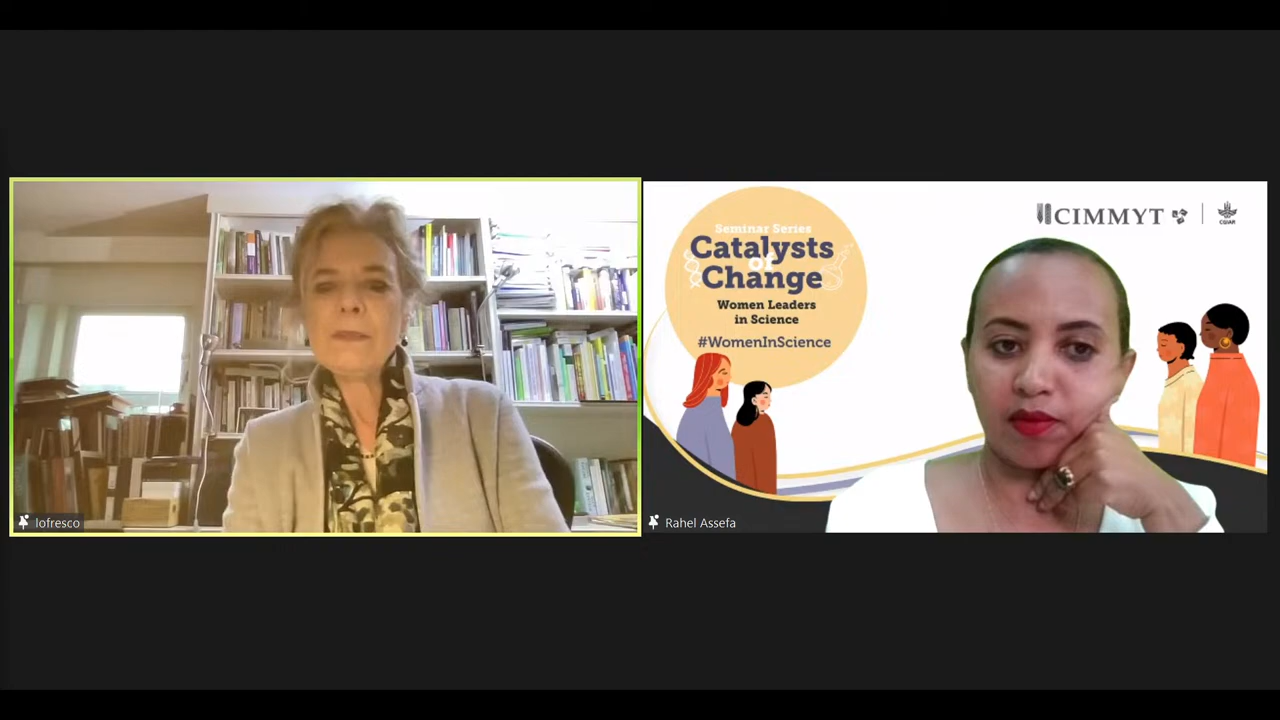 Seminar Series
Catalysts
of
Change
Women Leaders
in Science
#WomenInScience
CIMMYT
CGIAR
lofresco
Rahel Assefa